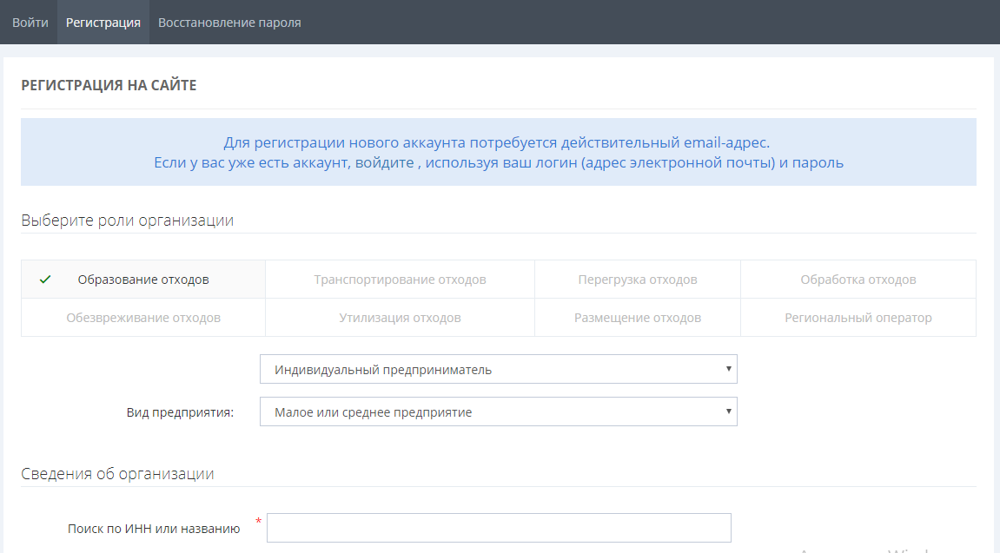 Войти Регистрация Восстановление пароля
РЕГИСТРАЦИЯ НА САЙТЕ
Для регистрации нового аккаунта потребуется действительный email-адрес.
Если у вас уже есть аккаунт, войдите , используя ваш логин (адрес электронной почты) и пароль
Выберите роли организации
Образование отходов Транспортирование отходов Перегрузка отходов Обработка отходов
Обезвреживание отходов Утилизация отходов Размещение отходов Региональный оператор
Индивидуальный предприниматель
Вид предприятия: Малое или среднее предприятие
Сведения об организации
Поиск по ИНН или названию *